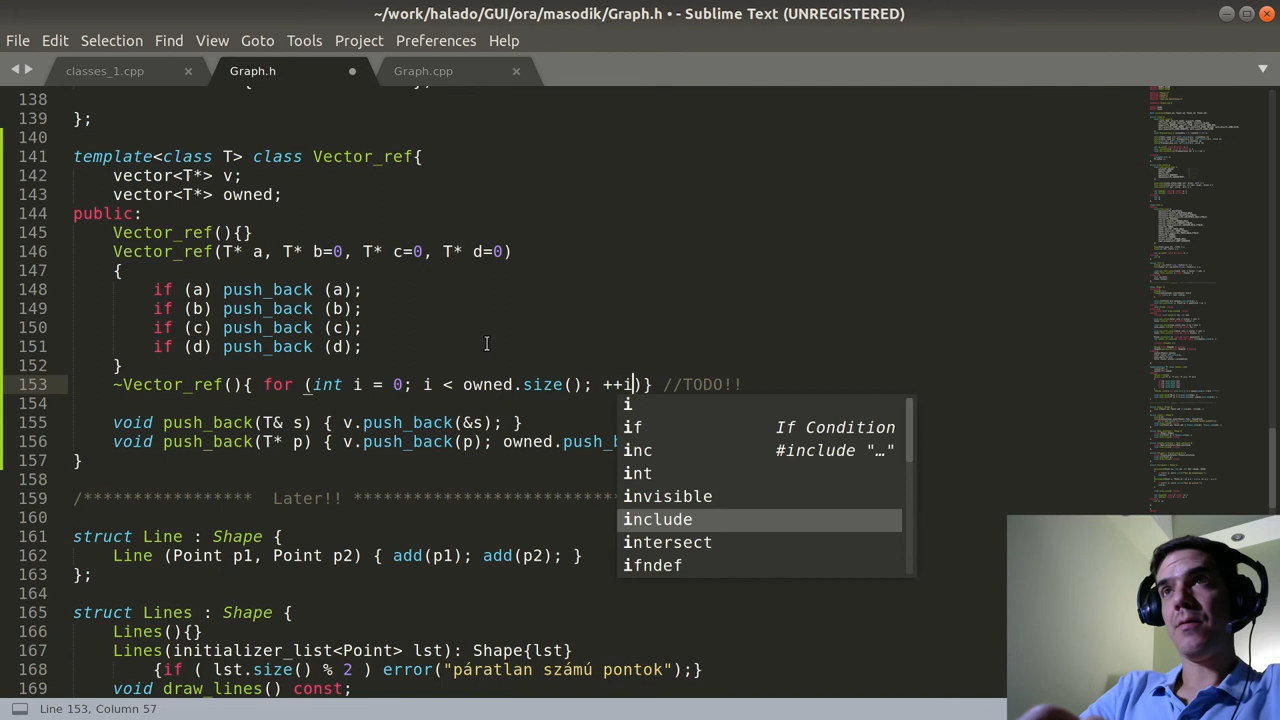 ~/work/halado/GUI/ora/masodik/Graph.h • - Sublime Text (UNREGISTERED)
File Edit Selection Find View Goto Tools Project Preferences Help
classes_1.cpp Graph.h Graph.cpp
138
139 };
140
141 template<class T> class Vector_ref{
142 vector<T*> v;
143 vector<T*> owned;
144 public:
145 Vector_ref(){}
146 Vector_ref(T* a, T* b=0, T* c=0, T* d=0)
147 {
148 if (a) push_back (a);
149 if (b) push_back (b);
150 if (c) push_back (c);
151 if (d) push_back (d);
152 }
153 ~Vector_ref(){ for (int i = 0; i < owned.size(); ++i)} //TODO!!
154
155 void push_back(T& s) { v.push_back(&s); }
156 void push_back(T* p) { v.push_back(p); owned.push_b
157 }
158
159 /***************** Later!! ***************************
160
161 struct Line : Shape {
162 Line (Point p1, Point p2) { add(p1); add(p2); }
163 };
164
165 struct Lines : Shape {
166 Lines(){}
167 Lines(initializer_list<Point> lst): Shape{lst}
168 {if ( lst.size() % 2 ) error("páratlan számú pontok");}
169 void draw_lines() const;
i
if If Condition
inc #include "…"
int
invisible
include
intersect
ifndef
Line 153, Column 57